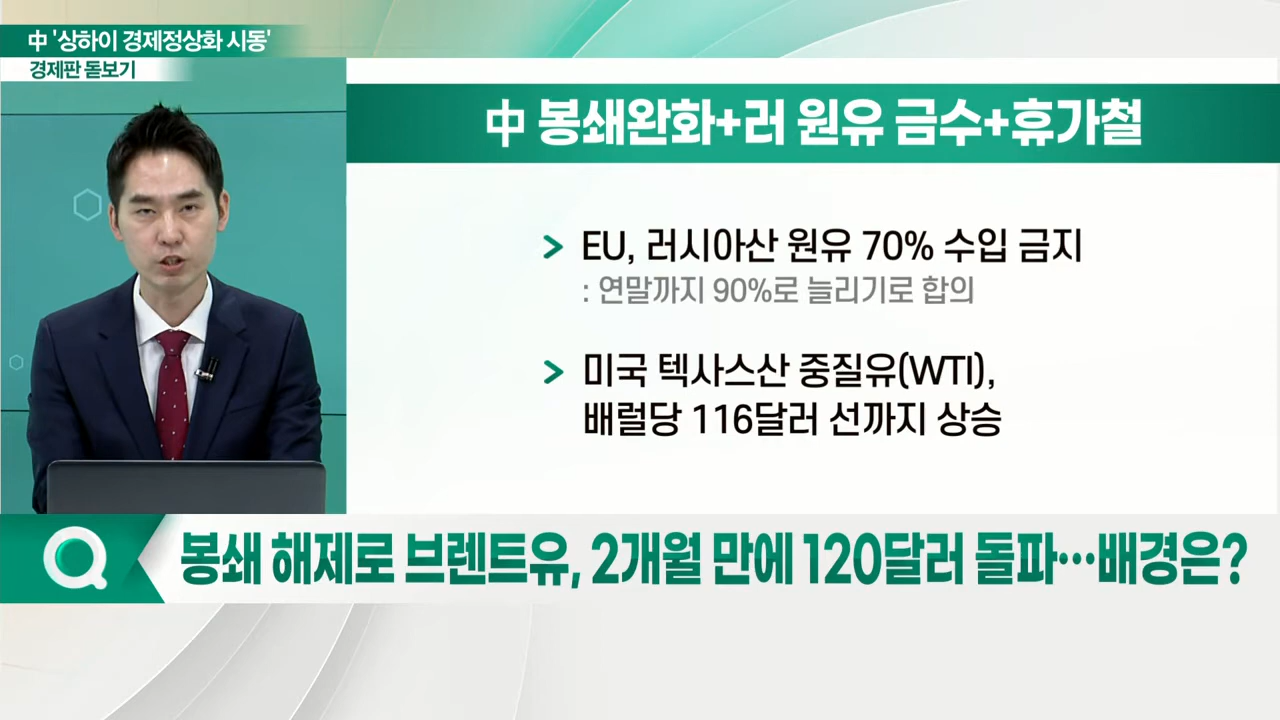 中 '상하이 경제정상화 시동'
경제판 돋보기
中 봉쇄완화+러 원유 금수+휴가철
> EU, 러시아산 원유 70% 수입 금지
: 연말까지 90%로 늘리기로 합의
> 미국 텍사스산 중질유(WTI),
배럴당 116달러 선까지 상승
Q 봉쇄 해제로 브렌트유, 2개월 만에 120달러 돌파…배경은?